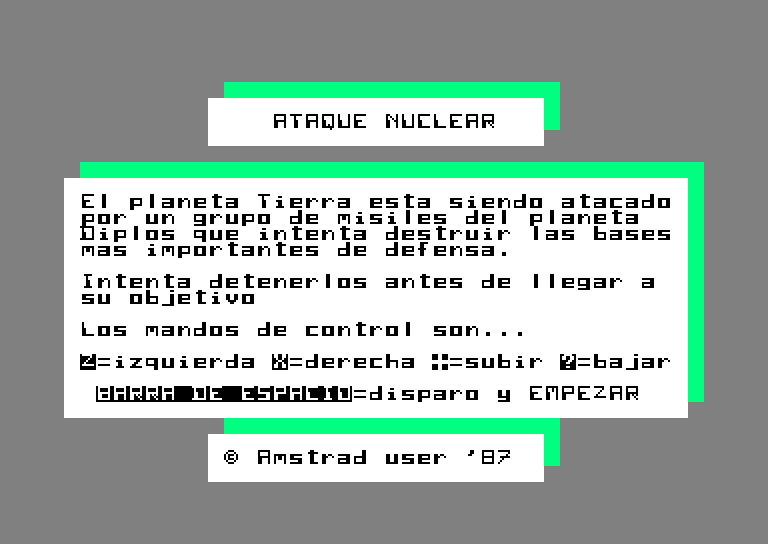 ATAQUE NUCLEAR
El planeta Tierra esta siendo atacado
por un grupo de misiles del planeta
Diplos que intenta destruir las bases
mas importantes de defensa.
Intenta detenerlos antes de llegar a
su objetivo
Los mandos de control son...
Z=izquierda X=derecha :=subir ?=bajar
BARRA DE ESPACIO=disparo y EMPEZAR
© Amstrad user '87